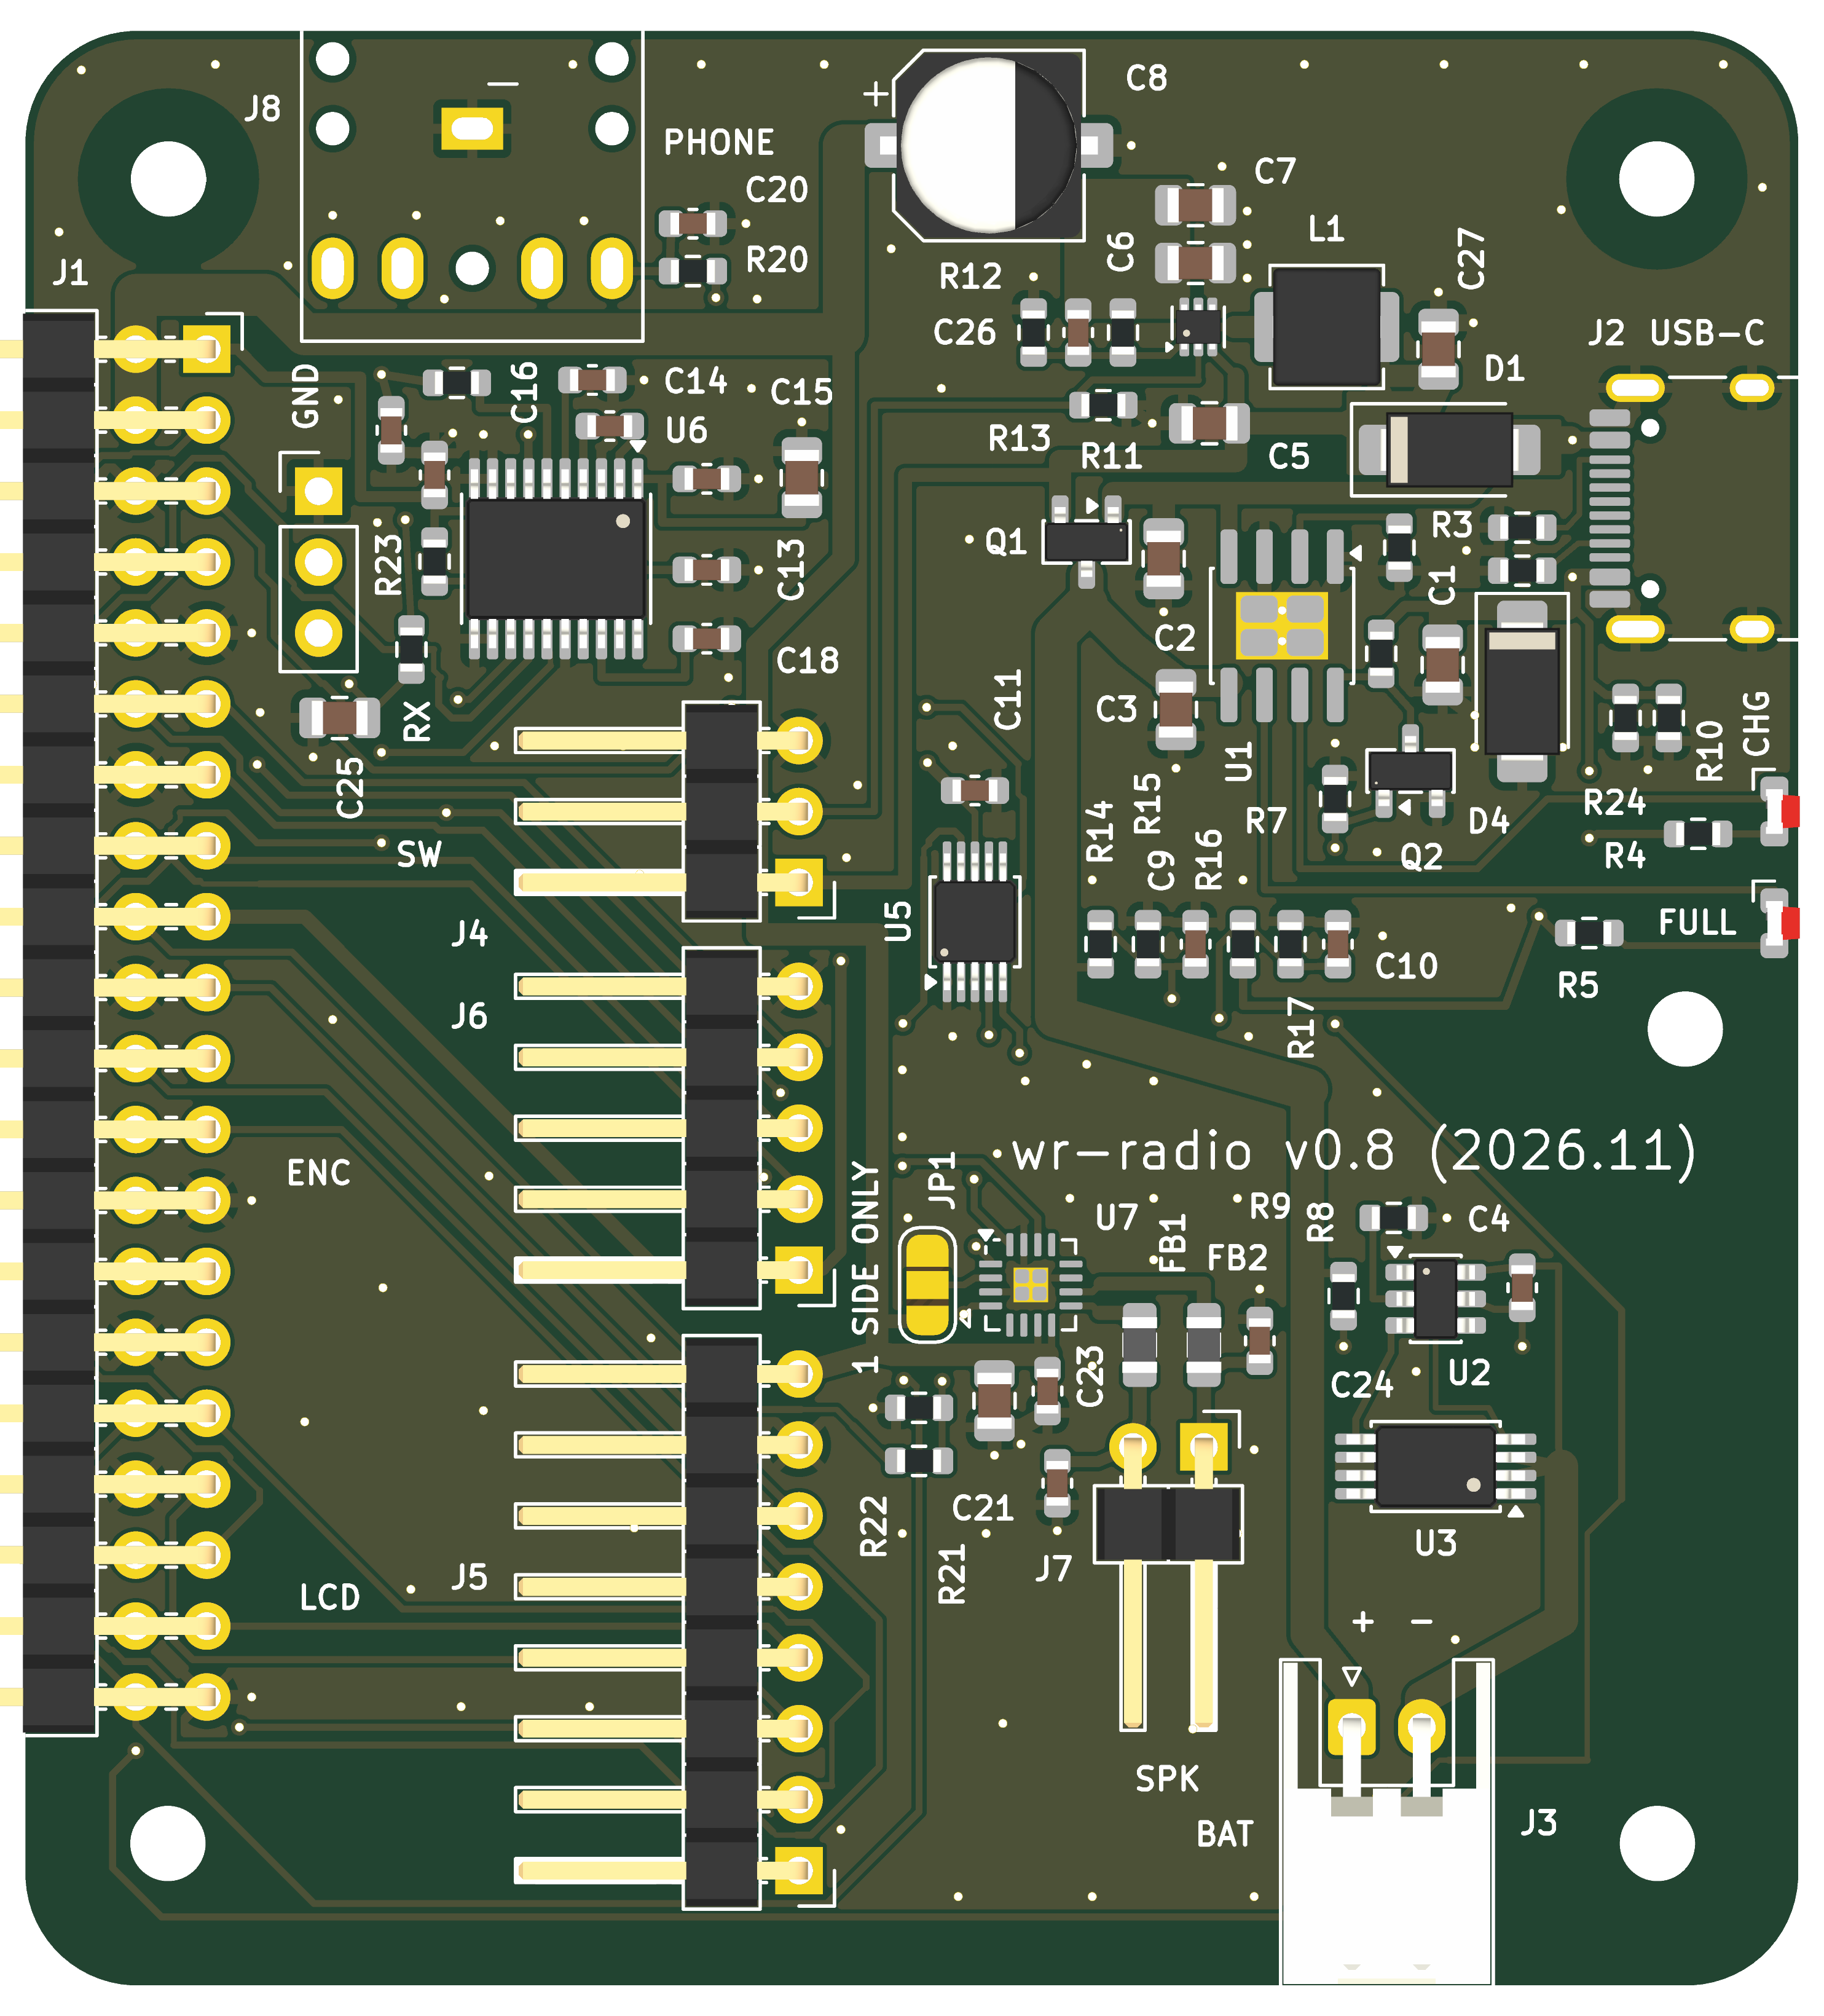 J8
C8
PHONE
C7
C20
L1
C27
C6
R20
J1
R12
J2 USB-C
C26
D1
GND
C16
C14
C15
U6
R13
R11
C5
R3
Q1
R23
C13
C1
C2
C18
C11
C3
RX
U1
R10
CHG
C25
R15
R24
R14
R7
D4
R16
R4
SW
C9
Q2
U5
FULL
J4
C10
R5
J6
R17
wr-radio v0.8 (2026.11)
ENC
JP1
1 SIDE ONLY
U7
R9
R8
C4
FB1
FB2
C23
C24
U2
C21
R22
U3
J7
R21
J5
LCD
+ -
SPK
BAT
J3